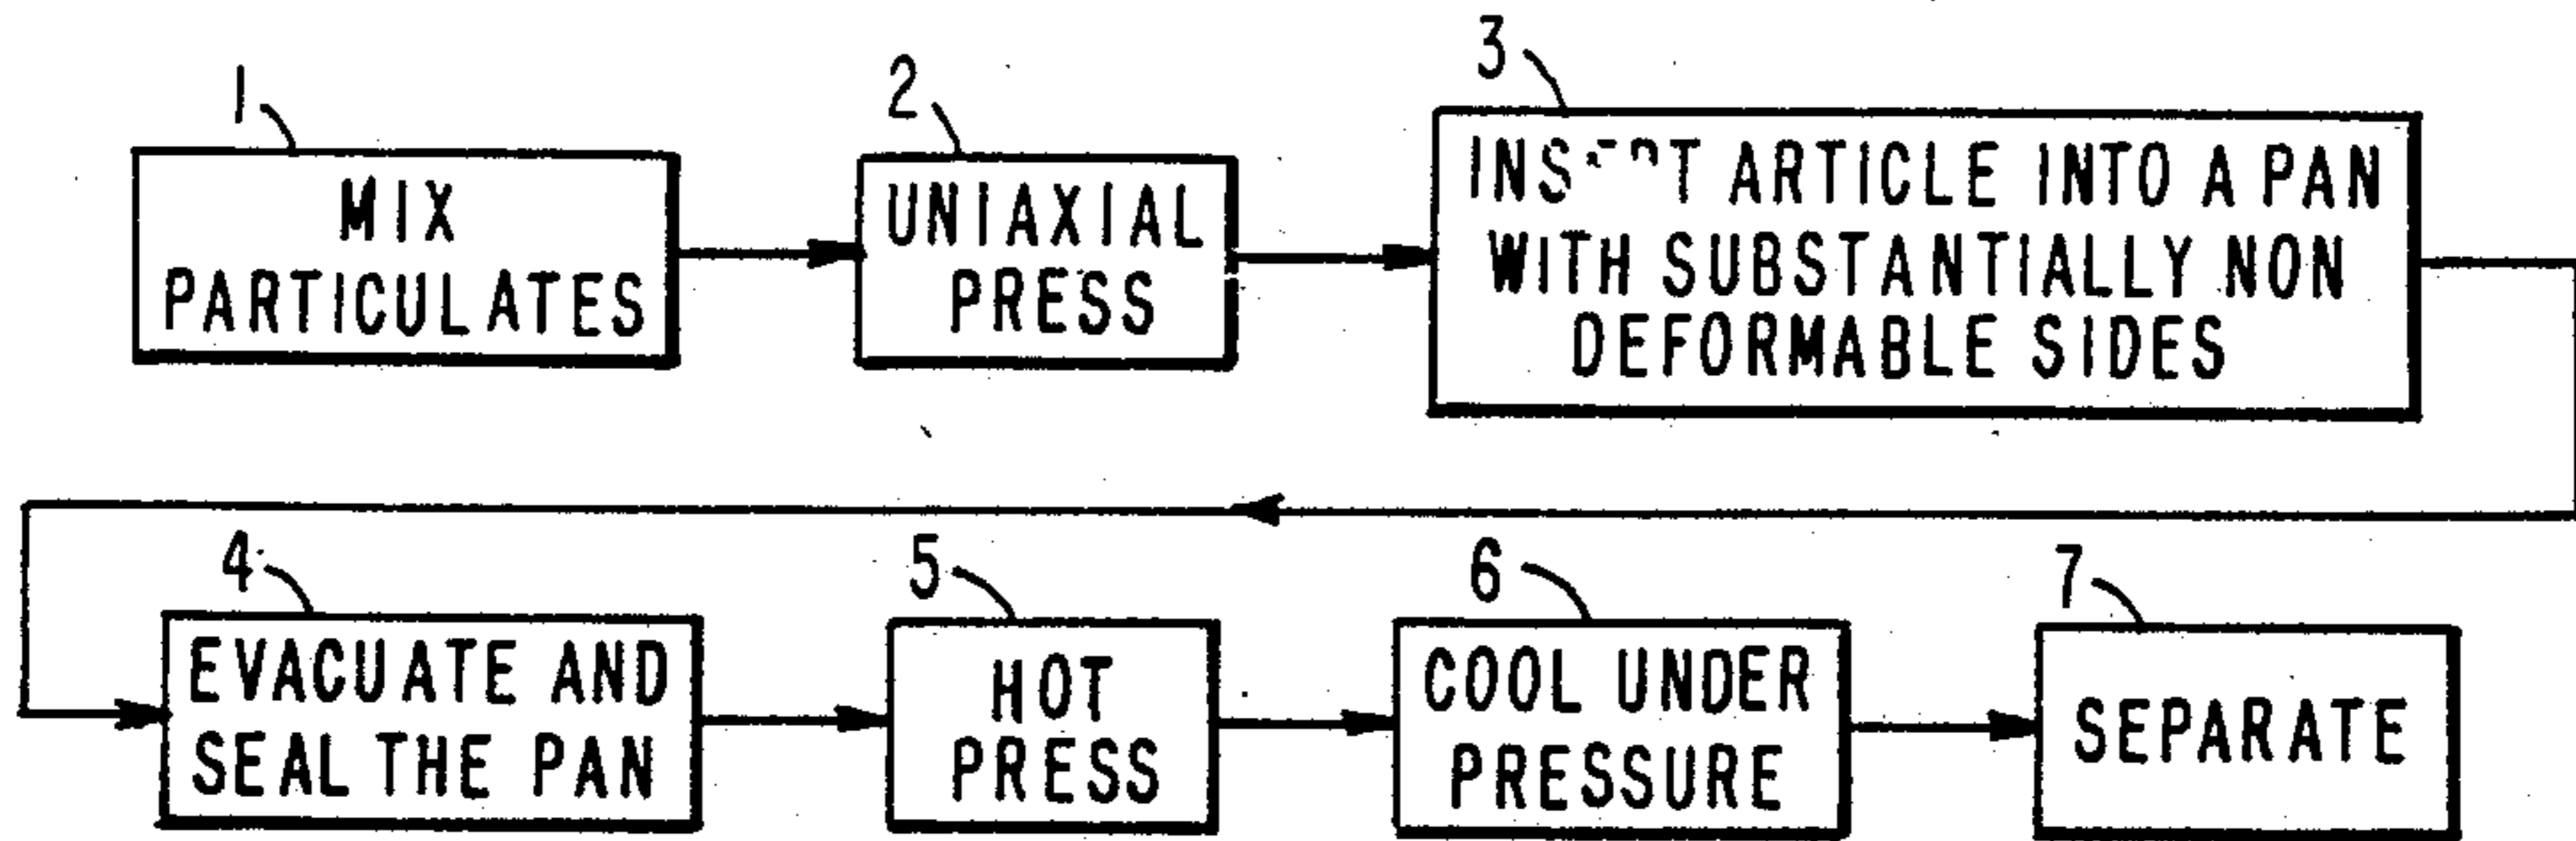 1
MIX
PARTICULATES
2
UNIAXIAL
PRESS
3
INSERT ARTICLE INTO A PAN
WITH SUBSTANTIALLY NON
DEFORMABLE SIDES
4
EVACUATE AND
SEAL THE PAN
5
HOT
PRESS
6
COOL UNDER
PRESSURE
7
SEPARATE